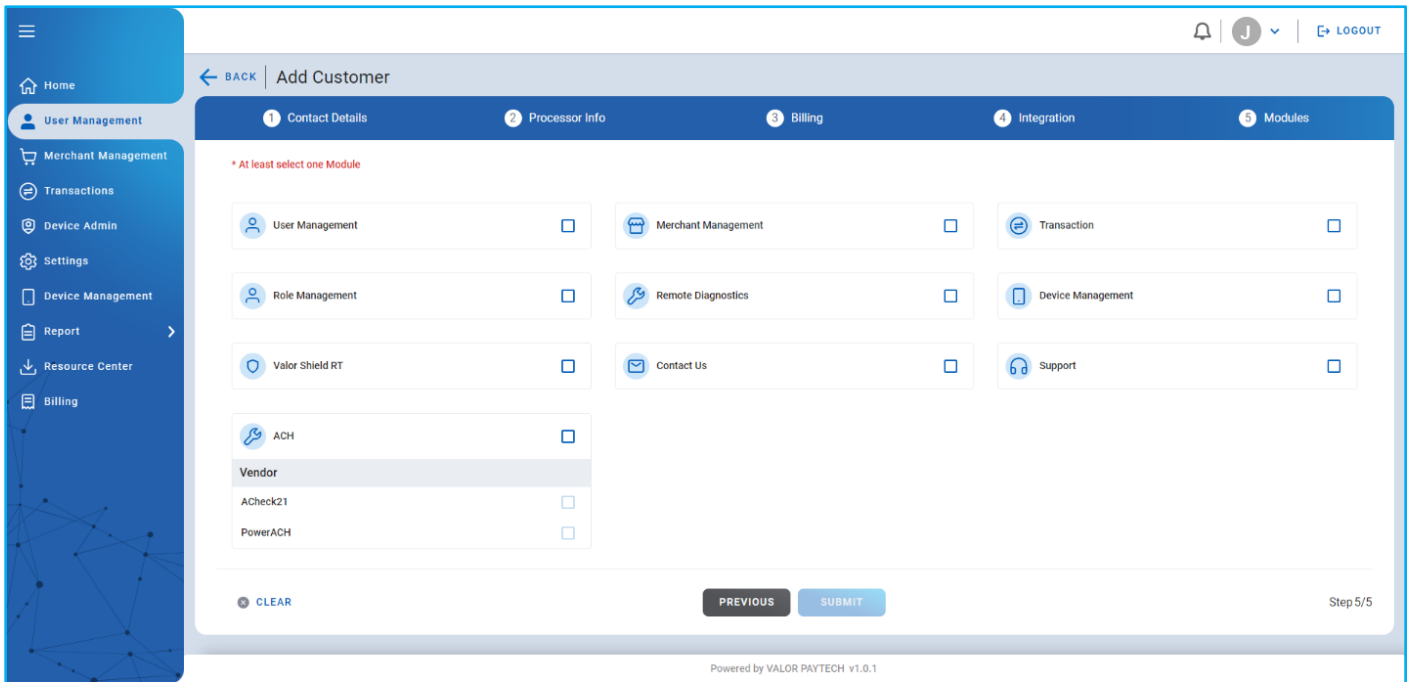 J
LOGOUT
Home
User Management
Merchant Management
Transactions
Device Admin
Settings
Device Management
Report
Resource Center
Billing
BACK Add Customer
1 Contact Details 2 Processor Info 3 Billing 4 Integration 5 Modules
* At least select one Module
User Management Merchant Management Transaction
Role Management Remote Diagnostics Device Management
Valor Shield RT Contact Us Support
ACH
Vendor
ACheck21
PowerACH
CLEAR PREVIOUS SUBMIT Step 5/5
Powered by VALOR PAYTECH v1.0.1